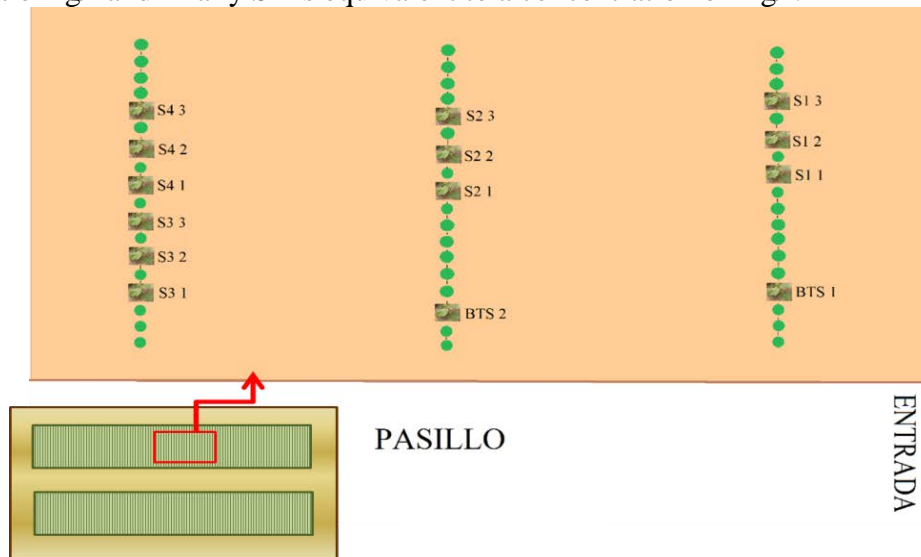 S4 3
S4 2
S4 1
S3 3
S3 2
S3 1
S2 3
S2 2
S2 1
BTS 2
S1 3
S1 2
S1 1
BTS 1
PASILLO
ENTRADA